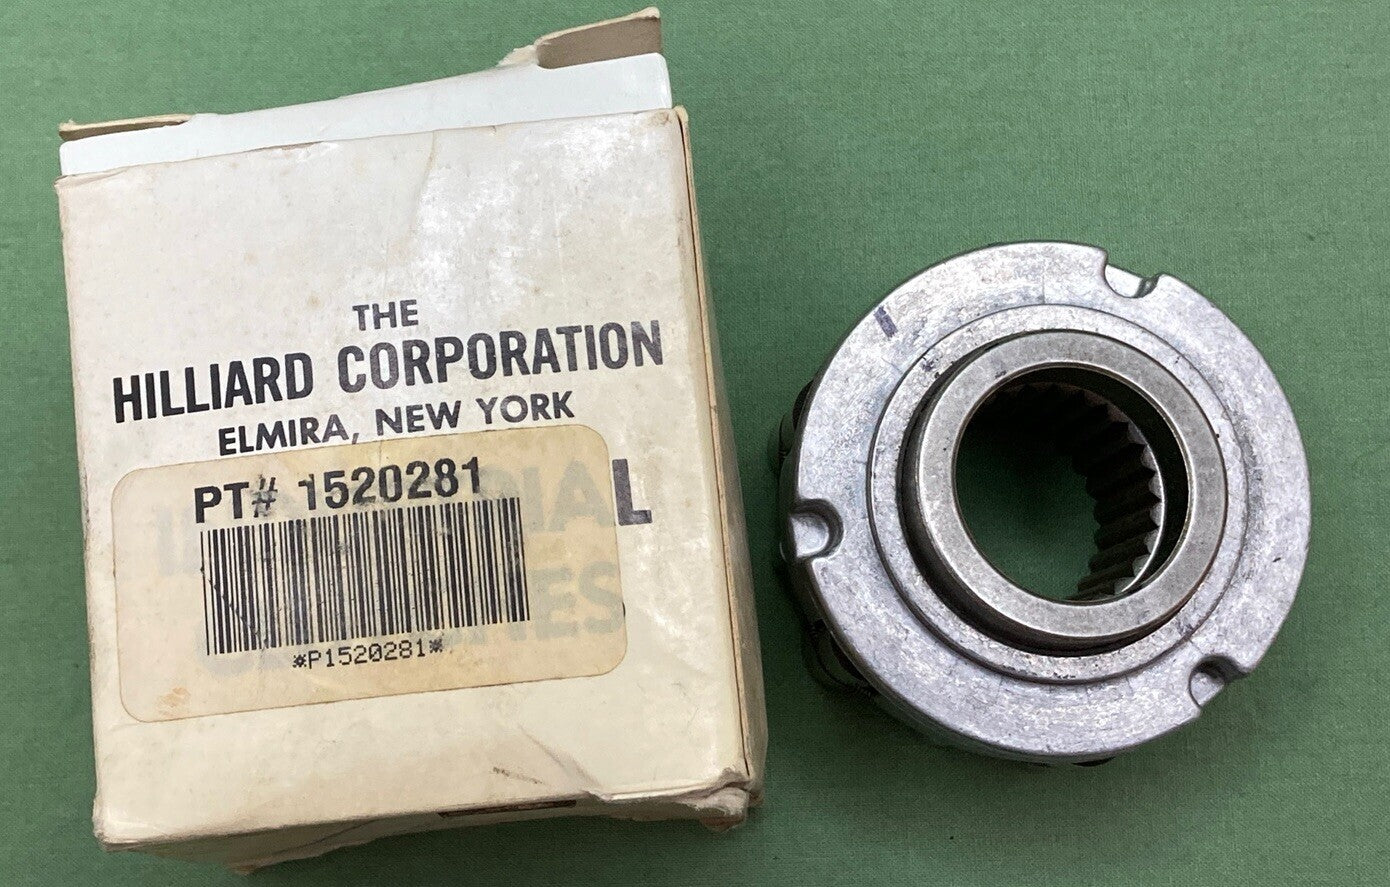 THE
HILLIARD CORPORATION
ELMIRA, NEW YORK
PT# 1520281
*P1520281*